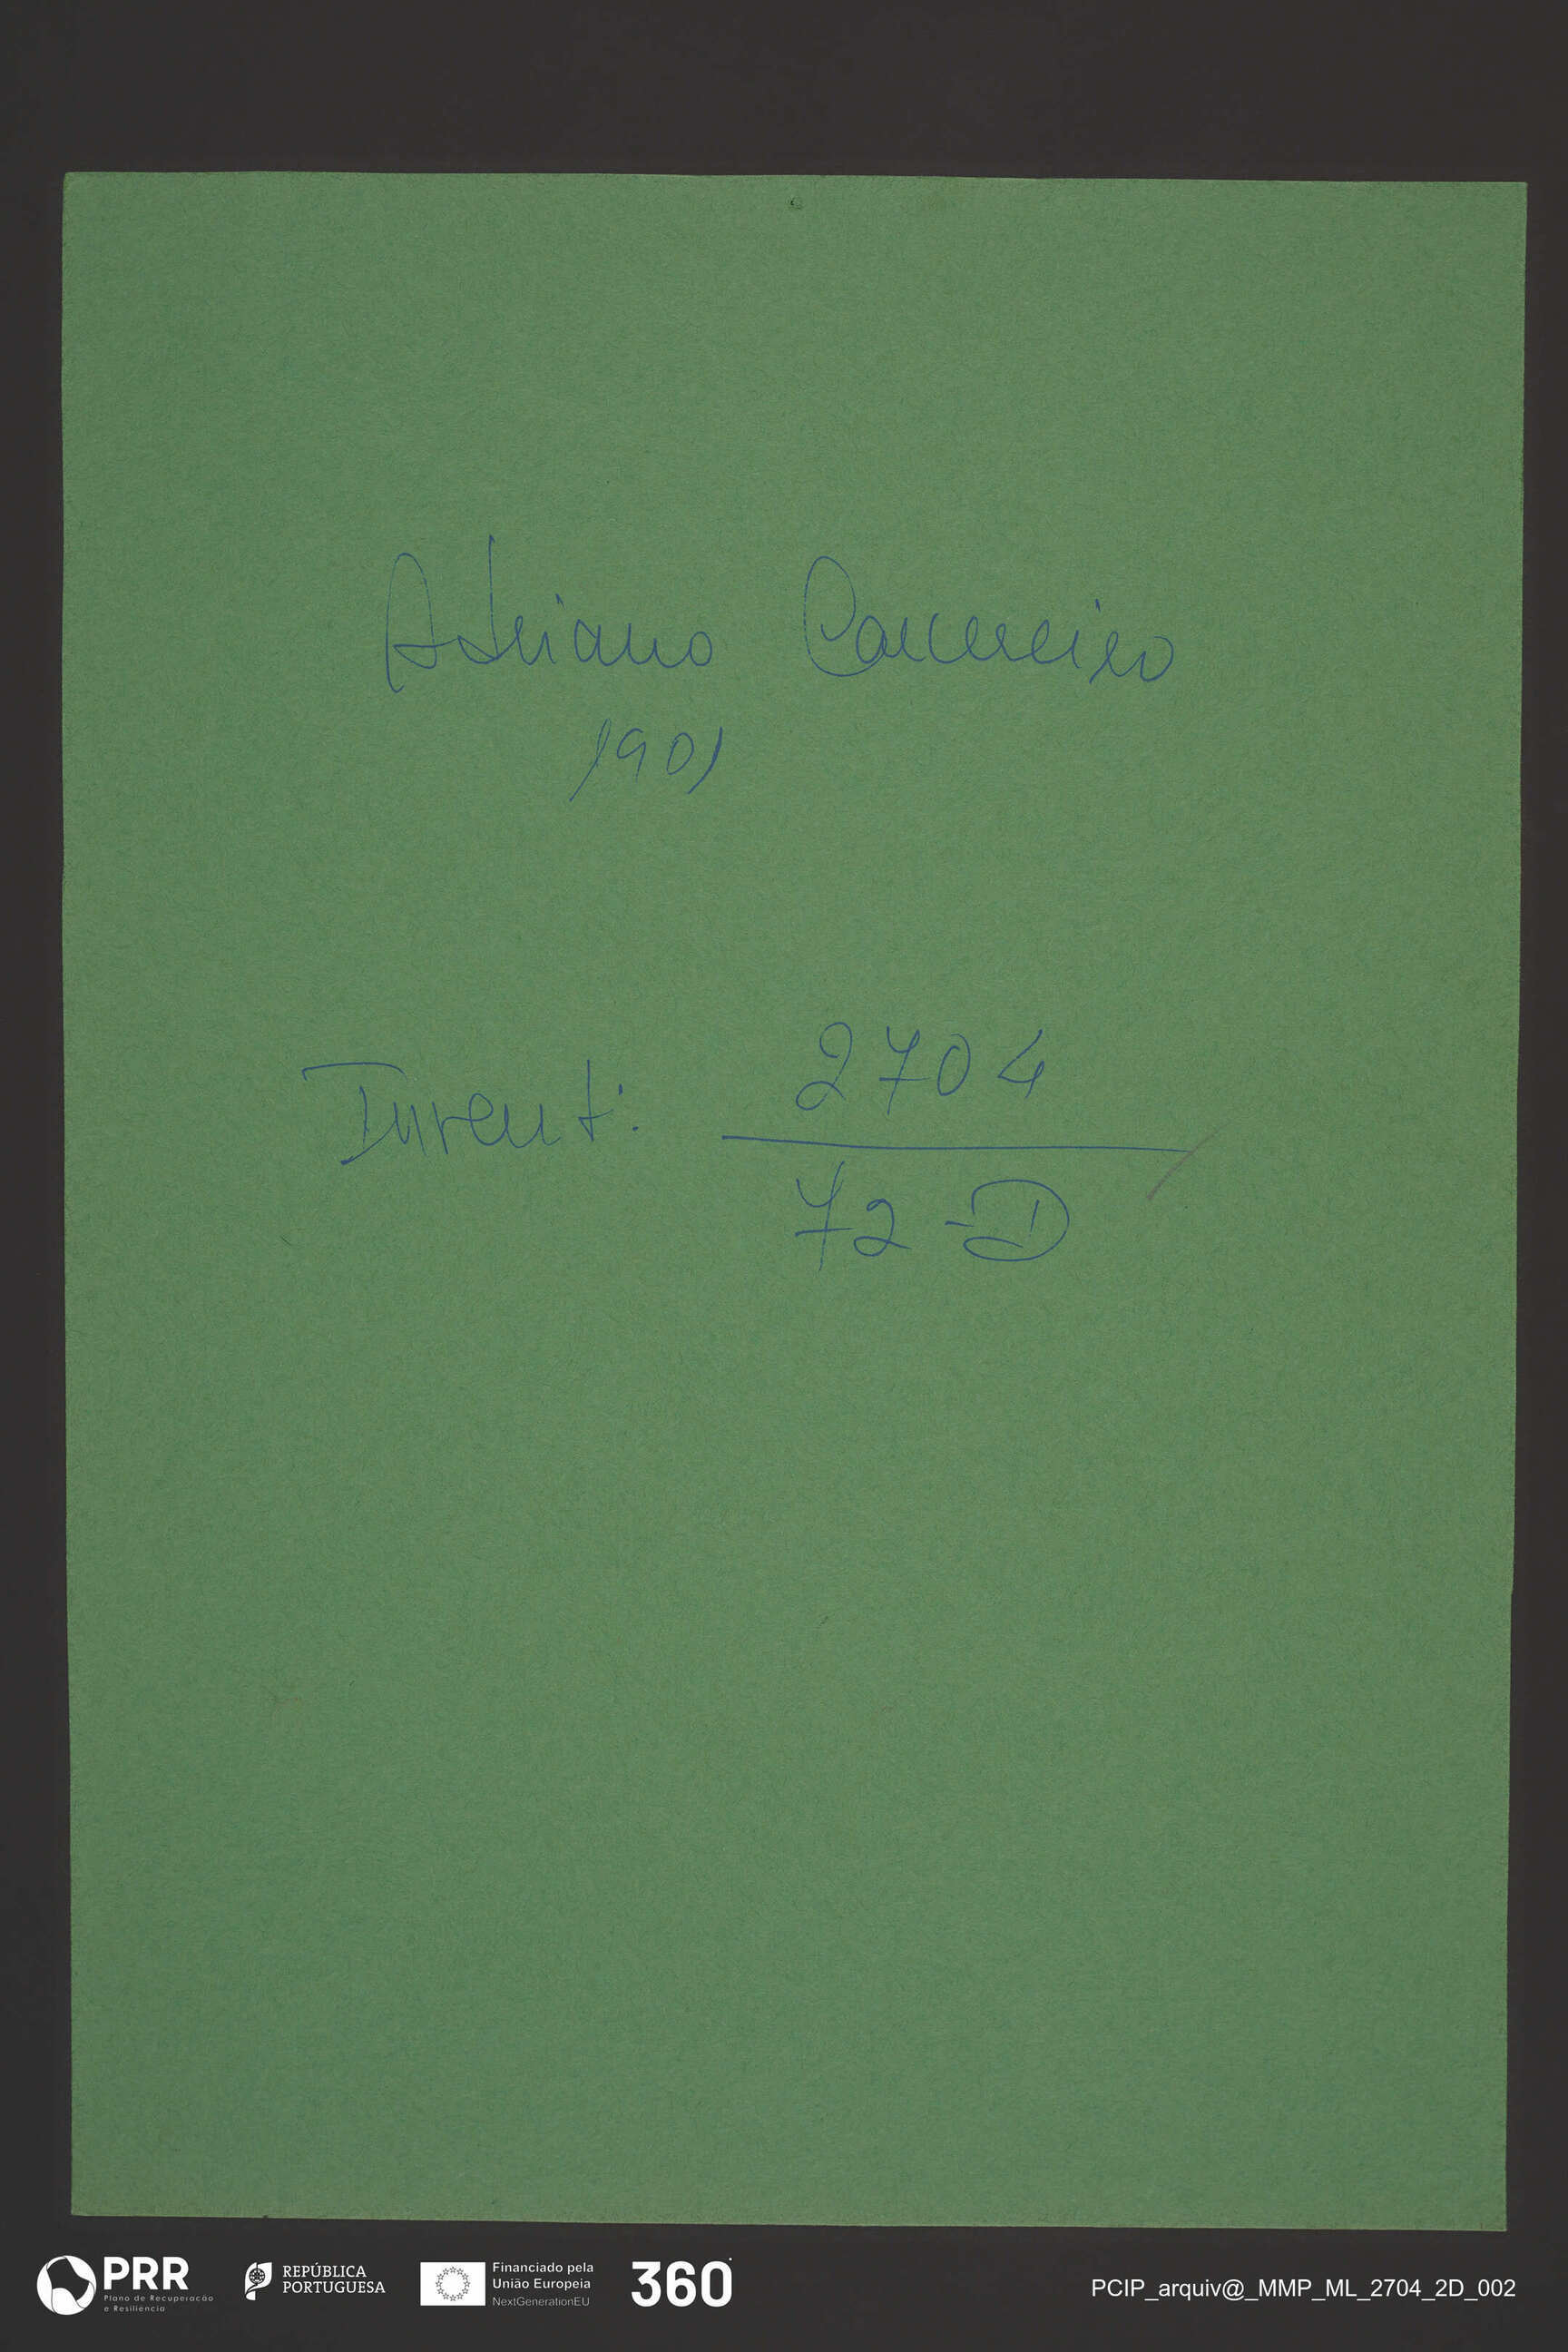 Adriano Carcereiro
1901
Invent:
2704
72-D
PRR
Plano de Recuperação
e Resiliência
REPÚBLICA
PORTUGUESA
Financiado pela
União Europeia
NextGenerationEU
360
PCIP_arquiv@_MMP_ML_2704_2D_002